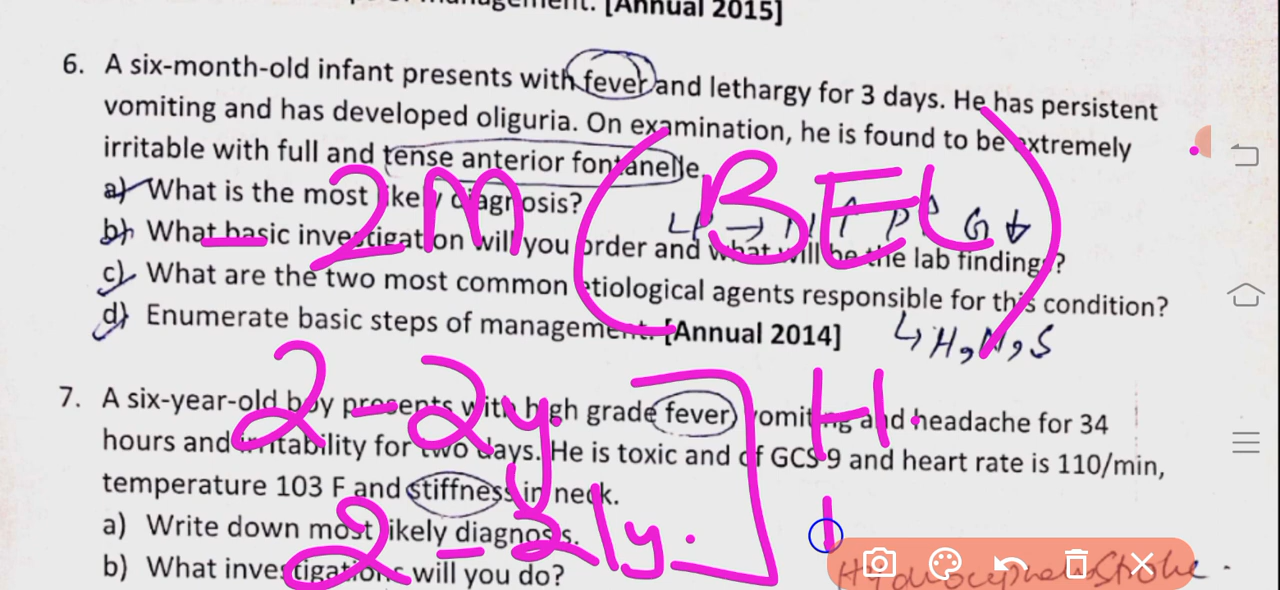 management. [Annual 2015]
6. A six-month-old infant presents with fever and lethargy for 3 days. He has persistent
vomiting and has developed oliguria. On examination, he is found to be extremely
irritable with full and tense anterior fontanelle.
a) What is the most likely diagnosis?
2M (BEL)
LP → N↑ P↑ G↓
b) What basic investigation will you order and what will be the lab findings?
c) What are the two most common etiological agents responsible for this condition?
d) Enumerate basic steps of management. [Annual 2014]
↳ H, N, S
2-2y.
H.
7. A six-year-old boy presents with high grade fever, vomiting and headache for 34
hours and irritability for two days. He is toxic and of GCS 9 and heart rate is 110/min,
temperature 103 F and stiffness in neck.
2-21y.
a) Write down most likely diagnosis.
b) What investigations will you do?
Hydrocephalus Stroke.